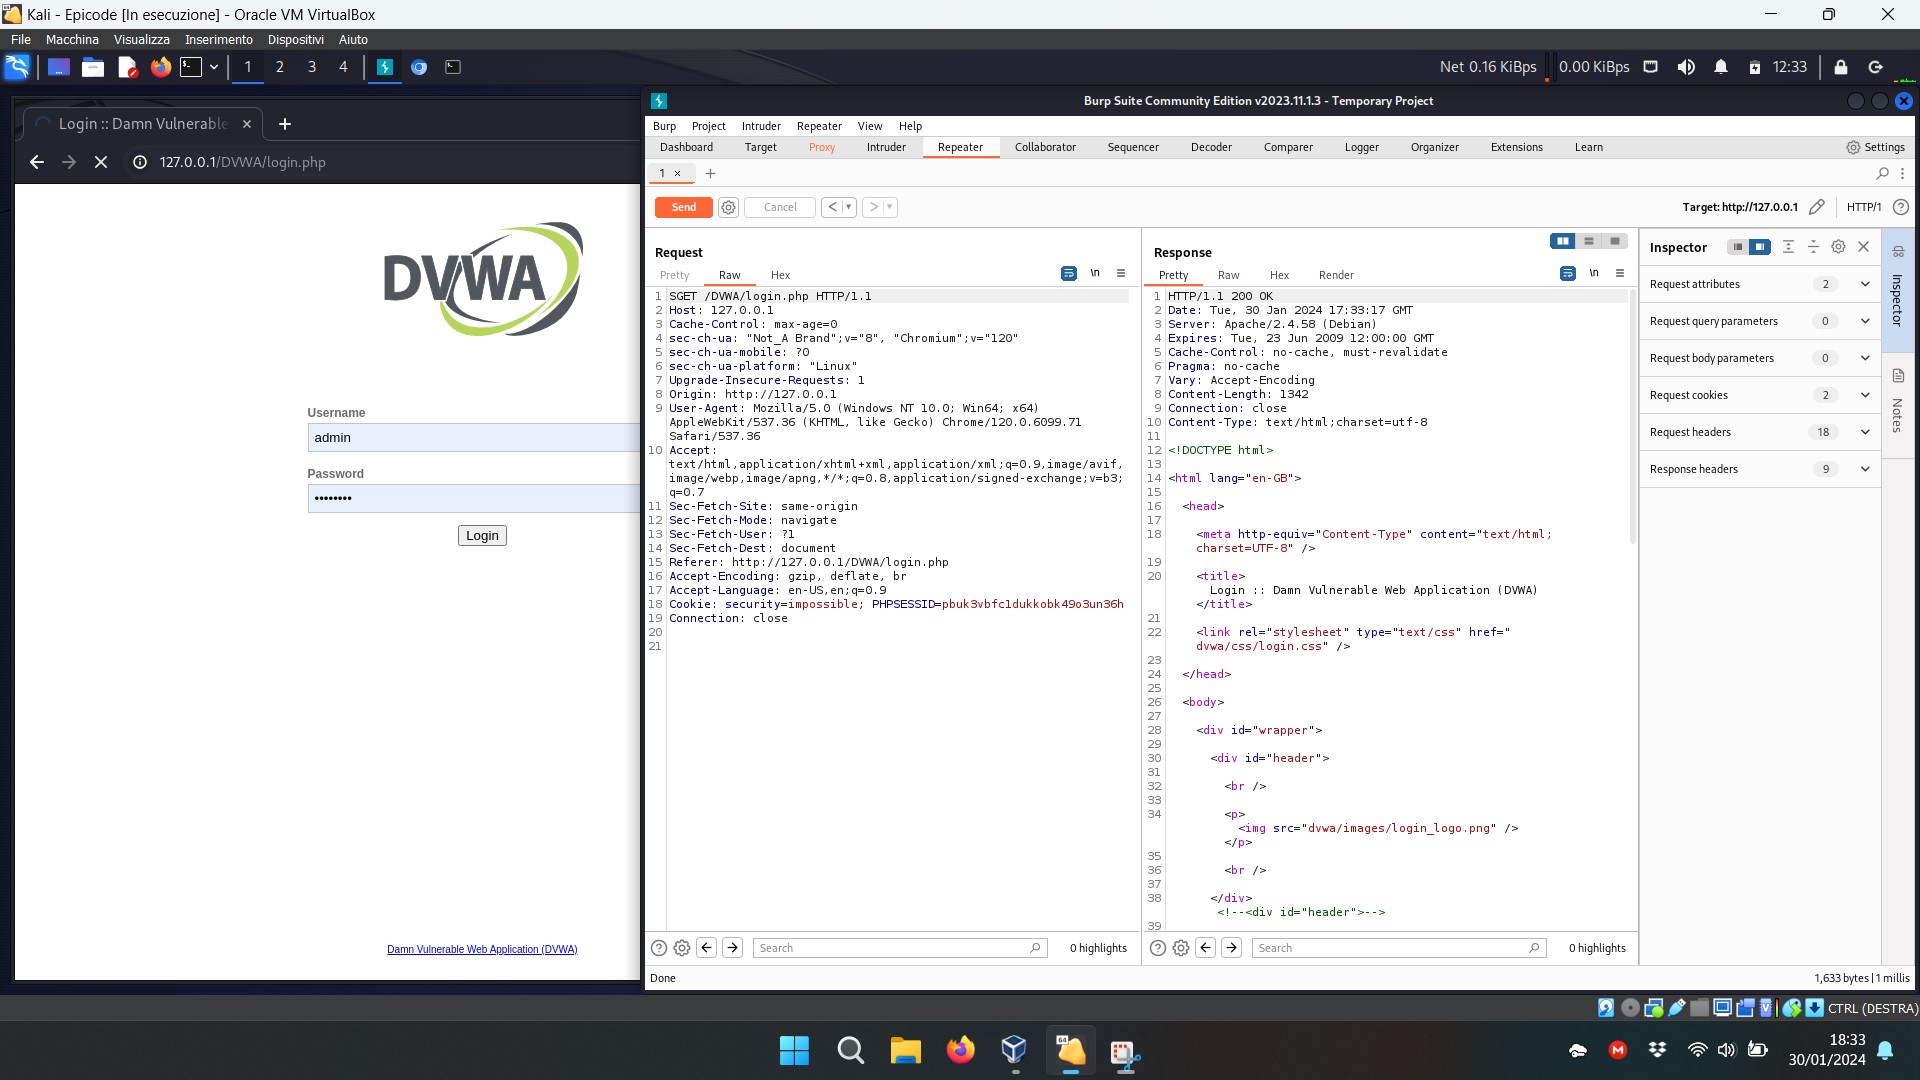 Kali - Epicode [In esecuzione] - Oracle VM VirtualBox
File Macchina Visualizza Inserimento Dispositivi Aiuto
1 2 3 4
Net 0.16 KiBps 0.00 KiBps 12:33
Login :: Damn Vulnerable
127.0.0.1/DVWA/login.php
DVWA
Username
admin
Password
••••••••
Login
Damn Vulnerable Web Application (DVWA)
Burp Suite Community Edition v2023.11.1.3 - Temporary Project
Burp Project Intruder Repeater View Help
Dashboard Target Proxy Intruder Repeater Collaborator Sequencer Decoder Comparer Logger Organizer Extensions Learn Settings
1 × +
Send Cancel < >
Target: http://127.0.0.1 HTTP/1
Request
Pretty Raw Hex \n
1 SGET /DVWA/login.php HTTP/1.1
2 Host: 127.0.0.1
3 Cache-Control: max-age=0
4 sec-ch-ua: "Not_A Brand";v="8", "Chromium";v="120"
5 sec-ch-ua-mobile: ?0
6 sec-ch-ua-platform: "Linux"
7 Upgrade-Insecure-Requests: 1
8 Origin: http://127.0.0.1
9 User-Agent: Mozilla/5.0 (Windows NT 10.0; Win64; x64)
AppleWebKit/537.36 (KHTML, like Gecko) Chrome/120.0.6099.71
Safari/537.36
10 Accept:
text/html,application/xhtml+xml,application/xml;q=0.9,image/avif,
image/webp,image/apng,*/*;q=0.8,application/signed-exchange;v=b3;
q=0.7
11 Sec-Fetch-Site: same-origin
12 Sec-Fetch-Mode: navigate
13 Sec-Fetch-User: ?1
14 Sec-Fetch-Dest: document
15 Referer: http://127.0.0.1/DVWA/login.php
16 Accept-Encoding: gzip, deflate, br
17 Accept-Language: en-US,en;q=0.9
18 Cookie: security=impossible; PHPSESSID=pbuk3vbfc1dukkobk49o3un36h
19 Connection: close
20
21
Search 0 highlights
Response
Pretty Raw Hex Render \n
1 HTTP/1.1 200 OK
2 Date: Tue, 30 Jan 2024 17:33:17 GMT
3 Server: Apache/2.4.58 (Debian)
4 Expires: Tue, 23 Jun 2009 12:00:00 GMT
5 Cache-Control: no-cache, must-revalidate
6 Pragma: no-cache
7 Vary: Accept-Encoding
8 Content-Length: 1342
9 Connection: close
10 Content-Type: text/html;charset=utf-8
11
12 <!DOCTYPE html>
13
14 <html lang="en-GB">
15
16 <head>
17
18 <meta http-equiv="Content-Type" content="text/html;
charset=UTF-8" />
19
20 <title>
Login :: Damn Vulnerable Web Application (DVWA)
</title>
21
22 <link rel="stylesheet" type="text/css" href="
dvwa/css/login.css" />
23
24 </head>
25
26 <body>
27
28 <div id="wrapper">
29
30 <div id="header">
31
32 <br />
33
34 <p>
<img src="dvwa/images/login_logo.png" />
</p>
35
36 <br />
37
38 </div>
<!--<div id="header">-->
39
Search 0 highlights
Inspector
Request attributes 2
Request query parameters 0
Request body parameters 0
Request cookies 2
Request headers 18
Response headers 9
Inspector
Notes
Done
1,633 bytes | 1 millis
CTRL (DESTRA)
64
18:33
30/01/2024